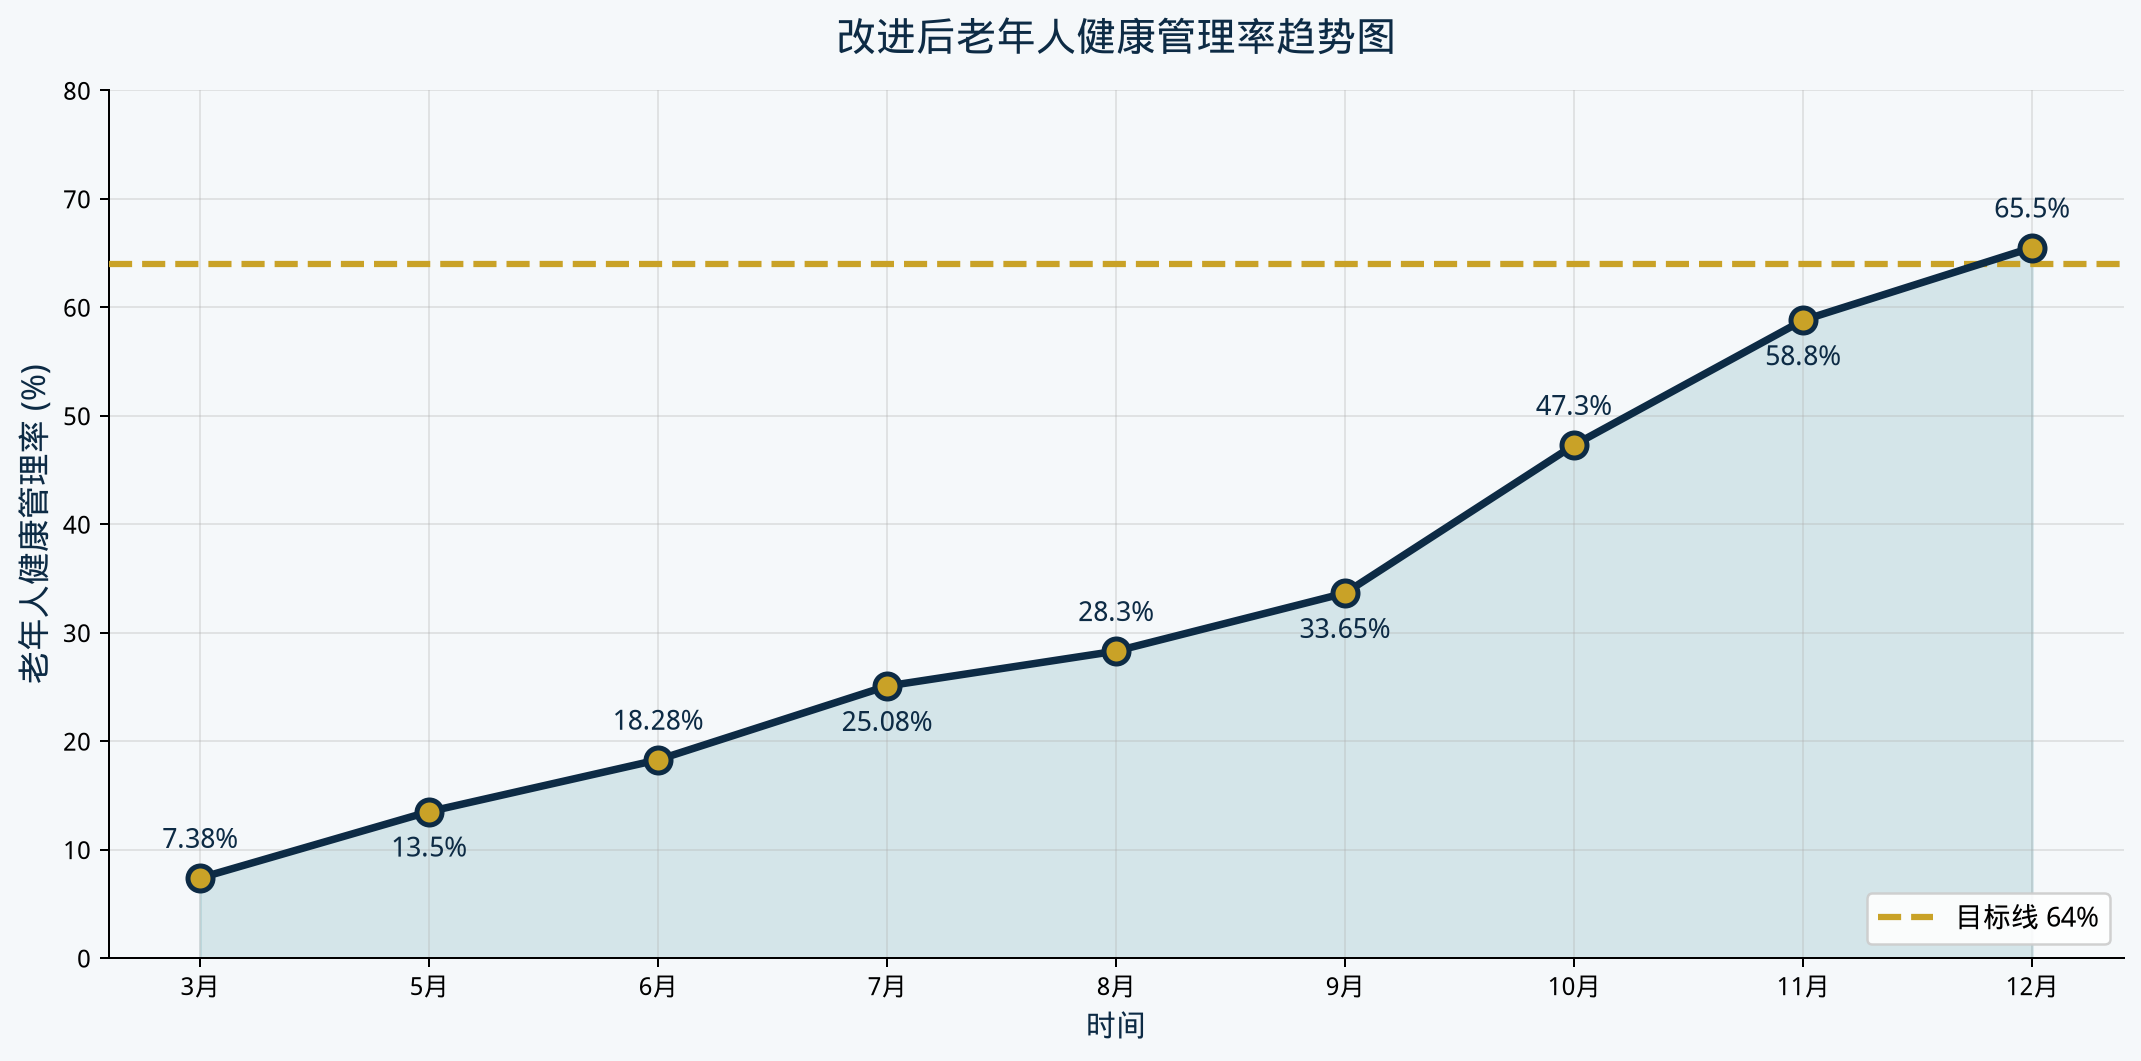 改进后老年人健康管理率趋势图
老年人健康管理率 (%)
80
70
60
50
40
30
20
10
0
7.38%
13.5%
18.28%
25.08%
28.3%
33.65%
47.3%
58.8%
65.5%
目标线 64%
3月
5月
6月
7月
8月
9月
10月
11月
12月
时间